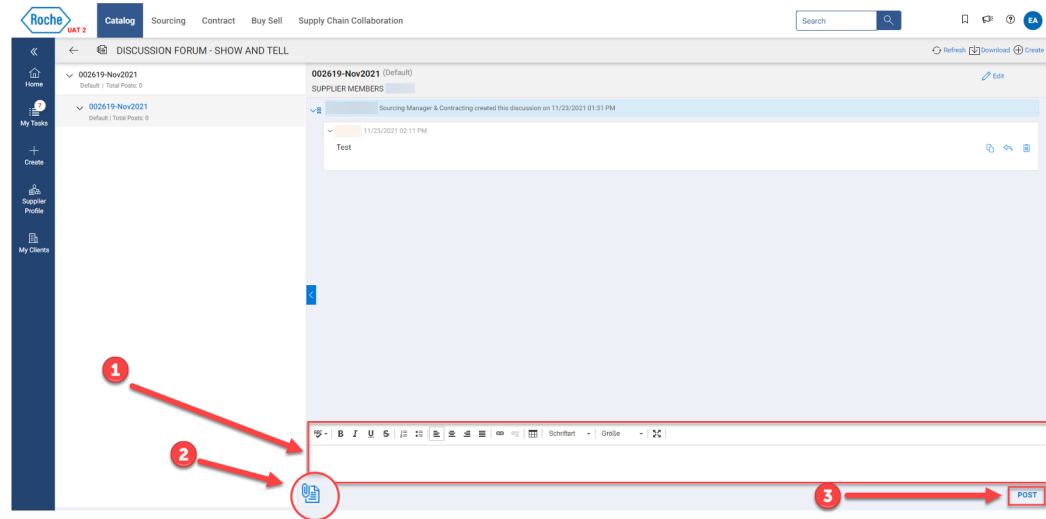 Roche
UAT 2
Catalog Sourcing Contract Buy Sell Supply Chain Collaboration
Search
EA
DISCUSSION FORUM - SHOW AND TELL
Refresh Download Create
Home
7
My Tasks
Create
Supplier
Profile
My Clients
002619-Nov2021
Default | Total Posts: 0
002619-Nov2021
Default | Total Posts: 0
002619-Nov2021 (Default)
Edit
SUPPLIER MEMBERS
Sourcing Manager & Contracting created this discussion on 11/23/2021 01:31 PM
11/23/2021 02:11 PM
Test
1
B I U S Schriftart Größe
2
3
POST